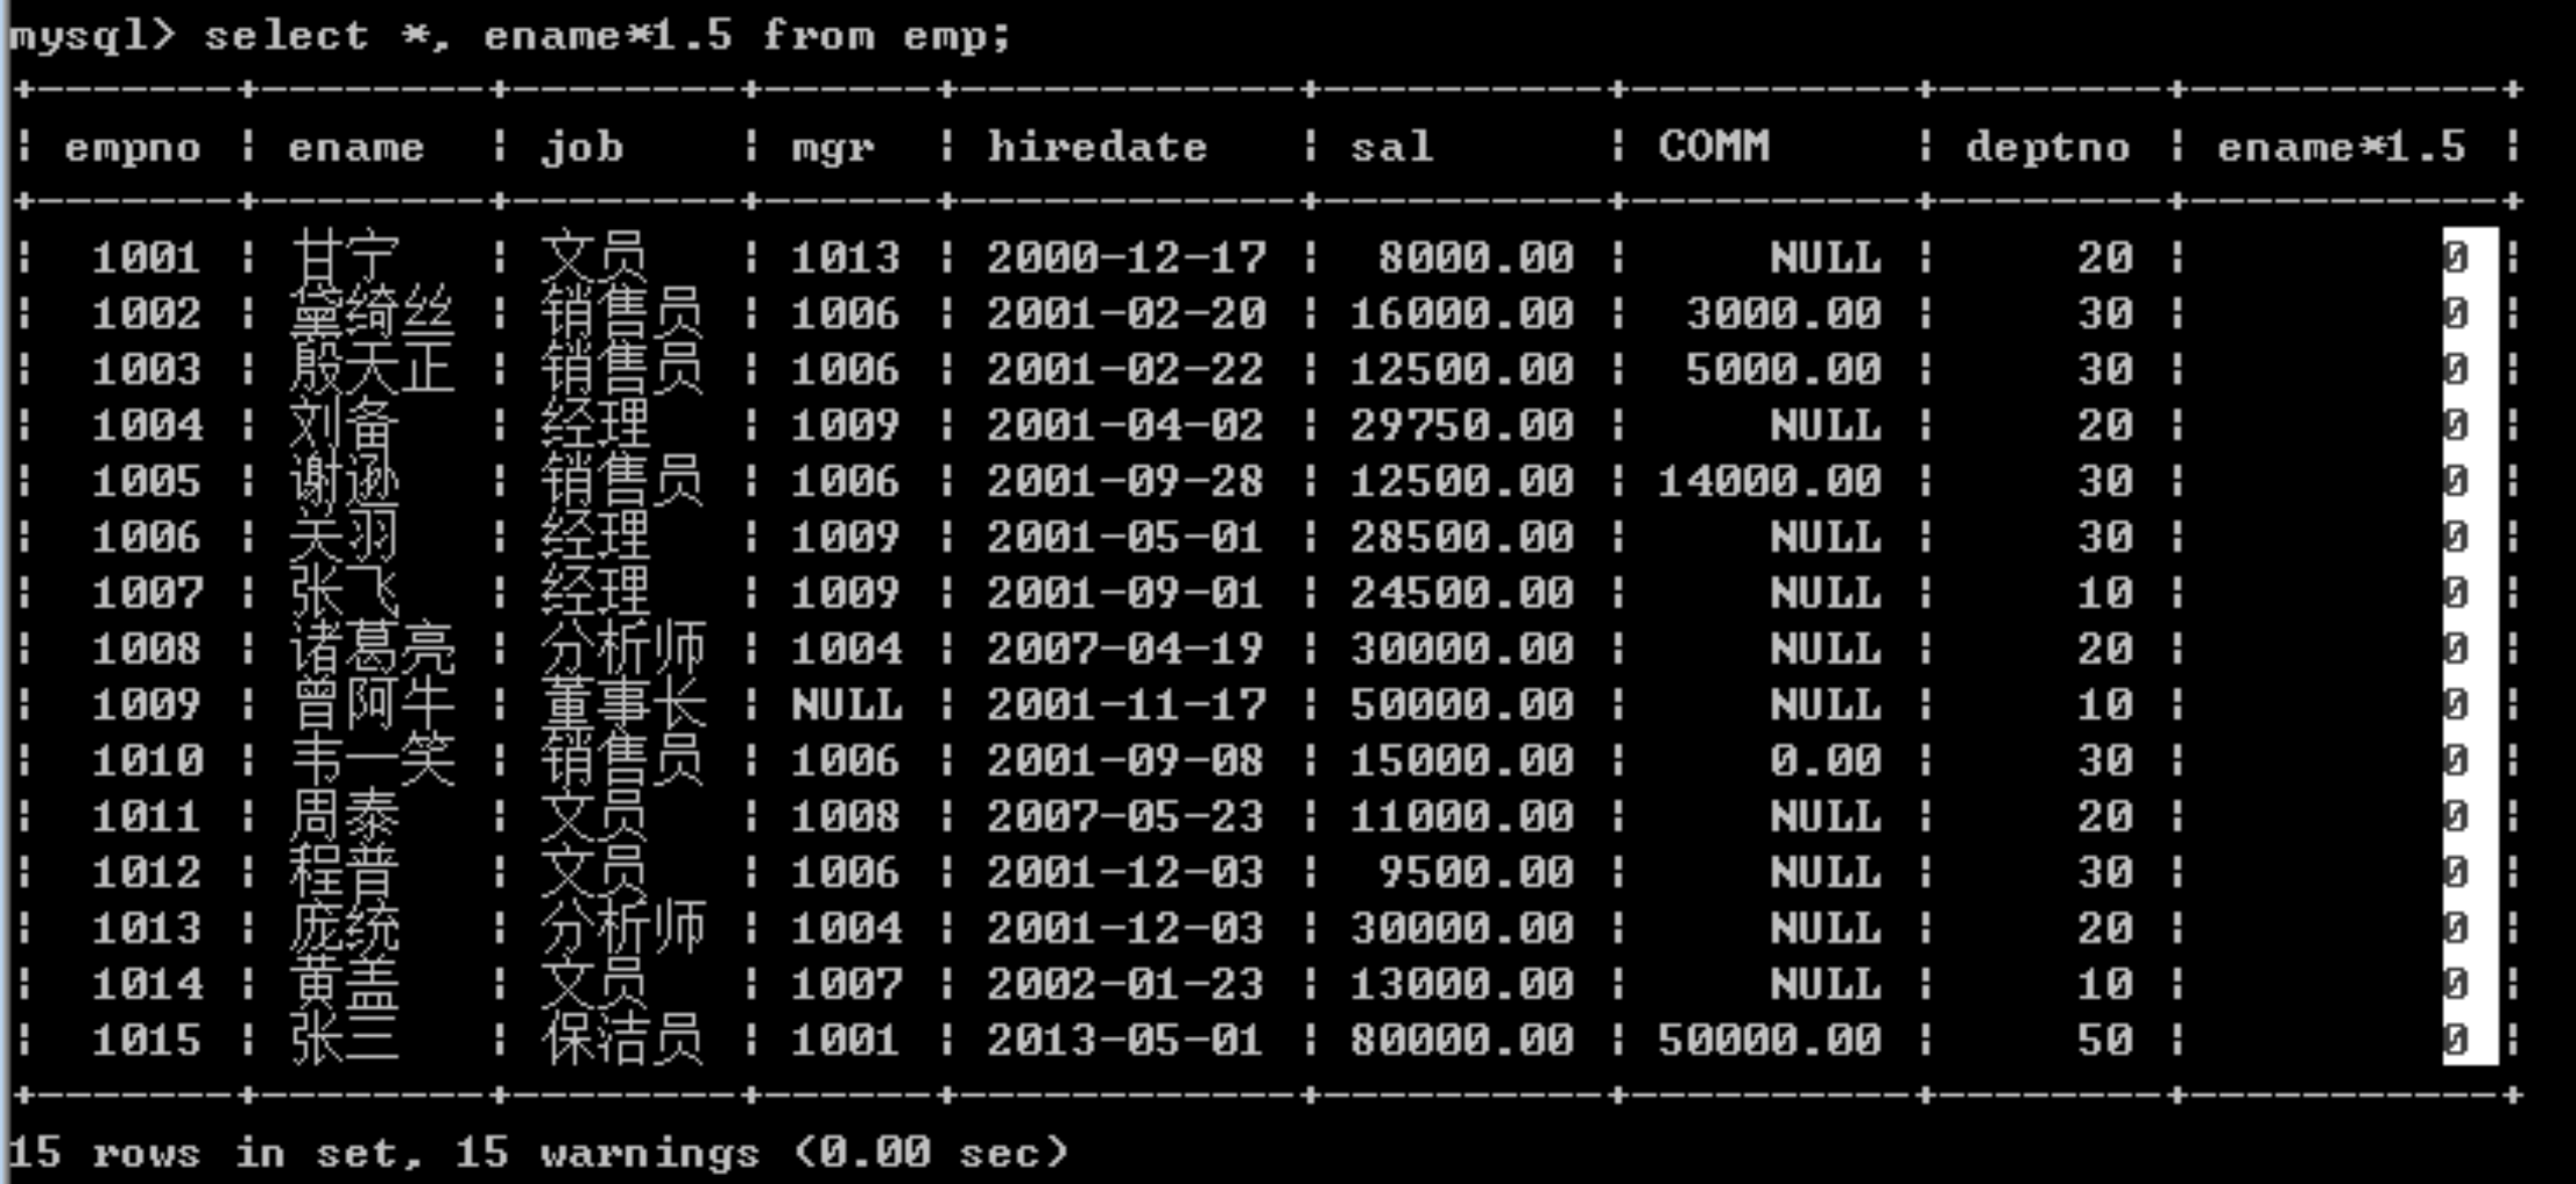 mysql> select *, ename*1.5 from emp;
+-------+--------+--------+------+------------+----------+----------+--------+-----------+
| empno | ename | job | mgr | hiredate | sal | COMM | deptno | ename*1.5 |
+-------+--------+--------+------+------------+----------+----------+--------+-----------+
| 1001 | 甘宁 | 文员 | 1013 | 2000-12-17 | 8000.00 | NULL | 20 | 0 |
| 1002 | 黛绮丝 | 销售员 | 1006 | 2001-02-20 | 16000.00 | 3000.00 | 30 | 0 |
| 1003 | 殷天正 | 销售员 | 1006 | 2001-02-22 | 12500.00 | 5000.00 | 30 | 0 |
| 1004 | 刘备 | 经理 | 1009 | 2001-04-02 | 29750.00 | NULL | 20 | 0 |
| 1005 | 谢逊 | 销售员 | 1006 | 2001-09-28 | 12500.00 | 14000.00 | 30 | 0 |
| 1006 | 关羽 | 经理 | 1009 | 2001-05-01 | 28500.00 | NULL | 30 | 0 |
| 1007 | 张飞 | 经理 | 1009 | 2001-09-01 | 24500.00 | NULL | 10 | 0 |
| 1008 | 诸葛亮 | 分析师 | 1004 | 2007-04-19 | 30000.00 | NULL | 20 | 0 |
| 1009 | 曾阿牛 | 董事长 | NULL | 2001-11-17 | 50000.00 | NULL | 10 | 0 |
| 1010 | 韦一笑 | 销售员 | 1006 | 2001-09-08 | 15000.00 | 0.00 | 30 | 0 |
| 1011 | 周泰 | 文员 | 1008 | 2007-05-23 | 11000.00 | NULL | 20 | 0 |
| 1012 | 程普 | 文员 | 1006 | 2001-12-03 | 9500.00 | NULL | 30 | 0 |
| 1013 | 庞统 | 分析师 | 1004 | 2001-12-03 | 30000.00 | NULL | 20 | 0 |
| 1014 | 黄盖 | 文员 | 1007 | 2002-01-23 | 13000.00 | NULL | 10 | 0 |
| 1015 | 张三 | 保洁员 | 1001 | 2013-05-01 | 80000.00 | 50000.00 | 50 | 0 |
+-------+--------+--------+------+------------+----------+----------+--------+-----------+
15 rows in set, 15 warnings (0.00 sec)